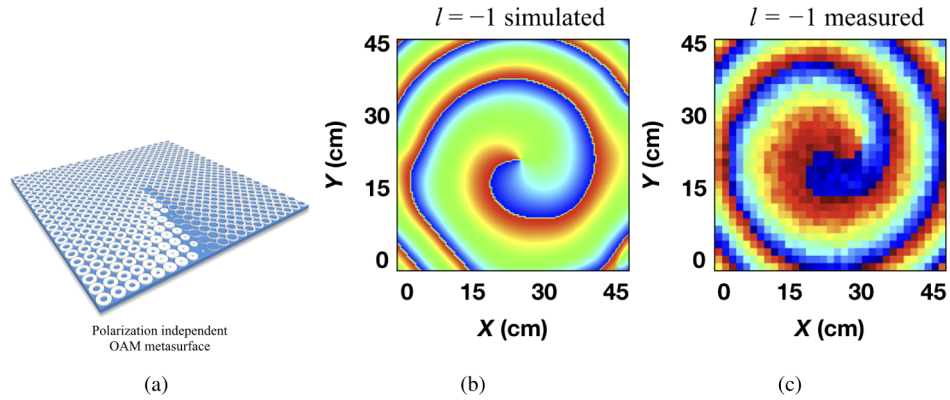 l = −1 simulated
l = −1 measured
45
30
15
0
Y (cm)
0 15 30 45
X (cm)
45
30
15
0
Y (cm)
0 15 30 45
X (cm)
Polarization independent
OAM metasurface
(a)
(b)
(c)